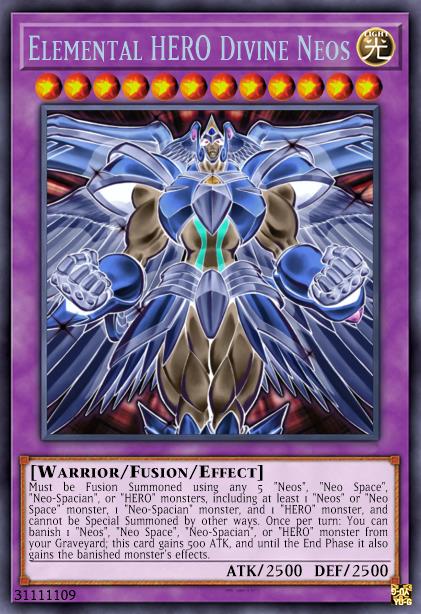 Elemental HERO Divine Neos
LIGHT
光
[Warrior/Fusion/Effect]
Must be Fusion Summoned using any 5 "Neos", "Neo Space",
"Neo-Spacian", or "HERO" monsters, including at least 1 "Neos" or "Neo
Space" monster, 1 "Neo-Spacian" monster, and 1 "HERO" monster, and
cannot be Special Summoned by other ways. Once per turn: You can
banish 1 "Neos", "Neo Space", "Neo-Spacian", or "HERO" monster from
your Graveyard; this card gains 500 ATK, and until the End Phase it also
gains the banished monster's effects.
ATK/2500 DEF/2500
31111109